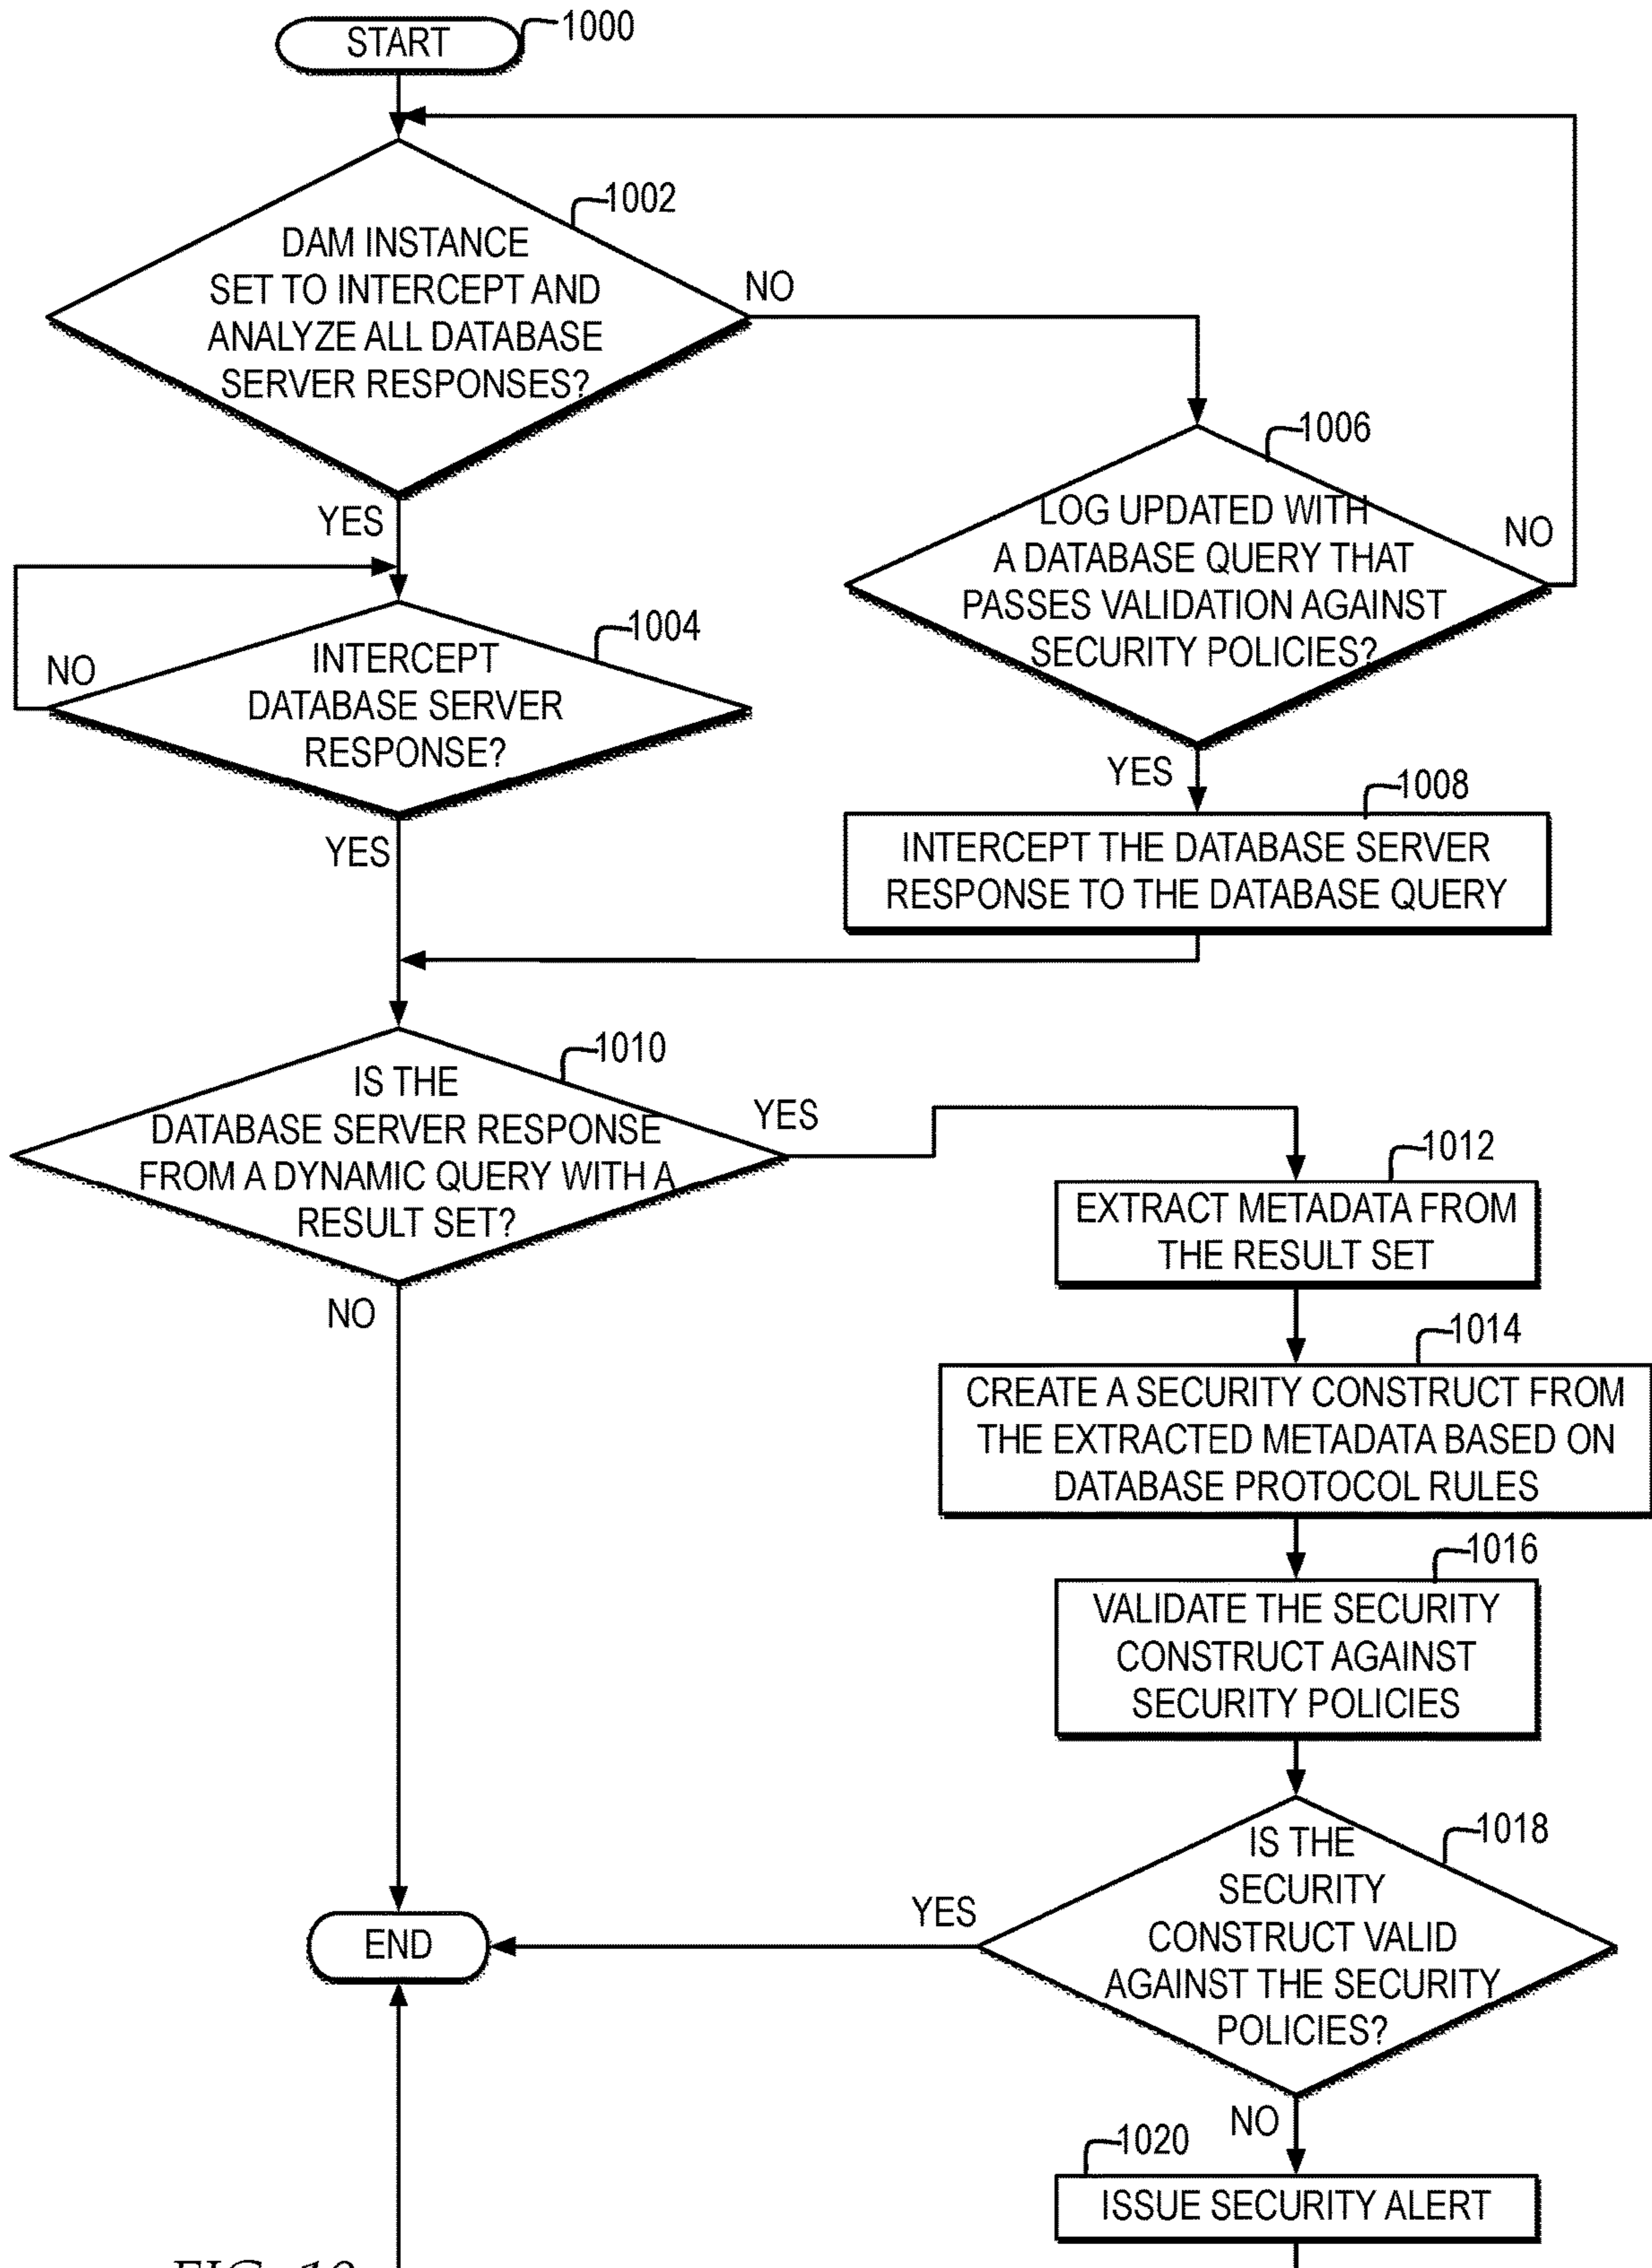 START
1000
1002
DAM INSTANCE
SET TO INTERCEPT AND
ANALYZE ALL DATABASE
SERVER RESPONSES?
NO
YES
1006
LOG UPDATED WITH
A DATABASE QUERY THAT
PASSES VALIDATION AGAINST
SECURITY POLICIES?
NO
YES
1004
INTERCEPT
DATABASE SERVER
RESPONSE?
NO
YES
1008
INTERCEPT THE DATABASE SERVER
RESPONSE TO THE DATABASE QUERY
1010
IS THE
DATABASE SERVER RESPONSE
FROM A DYNAMIC QUERY WITH A
RESULT SET?
YES
NO
1012
EXTRACT METADATA FROM
THE RESULT SET
1014
CREATE A SECURITY CONSTRUCT FROM
THE EXTRACTED METADATA BASED ON
DATABASE PROTOCOL RULES
1016
VALIDATE THE SECURITY
CONSTRUCT AGAINST
SECURITY POLICIES
1018
IS THE
SECURITY
CONSTRUCT VALID
AGAINST THE SECURITY
POLICIES?
YES
END
NO
1020
ISSUE SECURITY ALERT